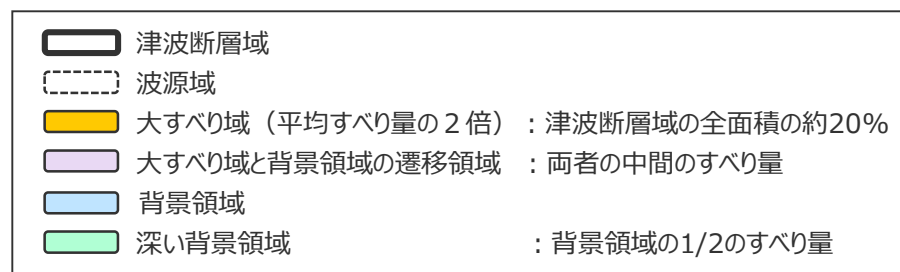 津波断層域
波源域
大すべり域（平均すべり量の２倍）：津波断層域の全面積の約20%
大すべり域と背景領域の遷移領域 ：両者の中間のすべり量
背景領域
深い背景領域 ：背景領域の1/2のすべり量